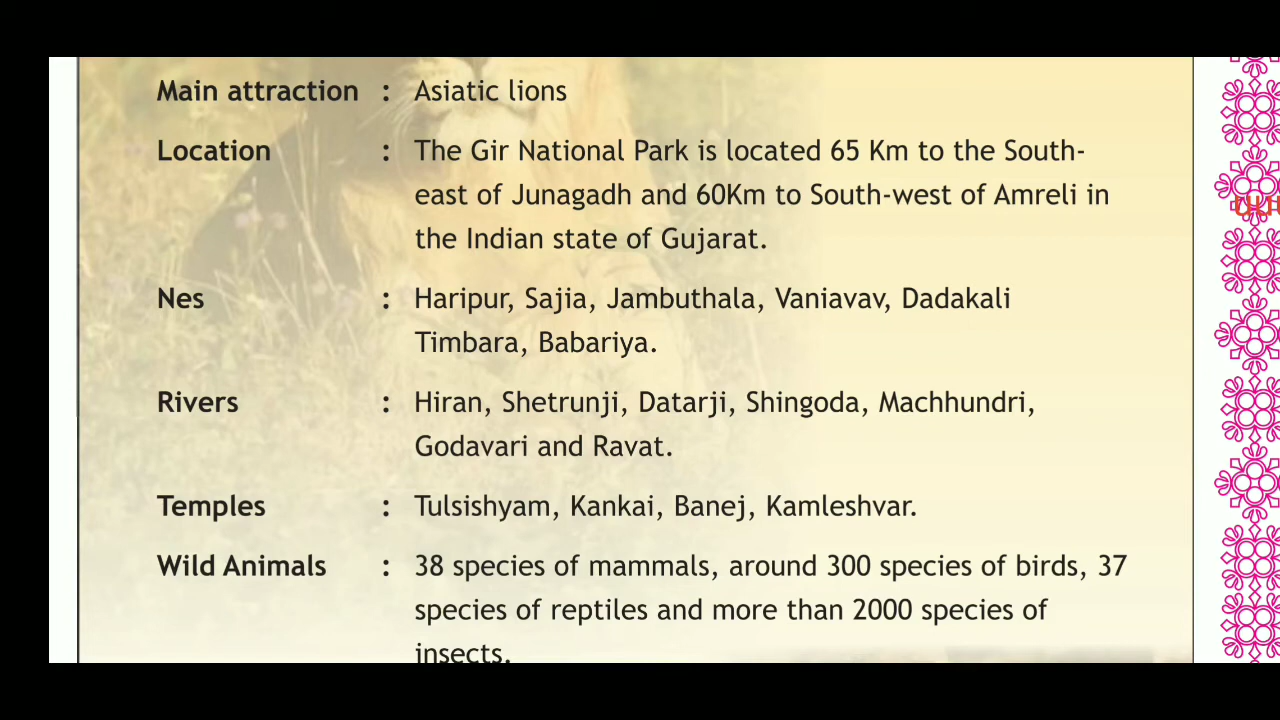 Main attraction : Asiatic lions
Location : The Gir National Park is located 65 Km to the South-
east of Junagadh and 60Km to South-west of Amreli in
the Indian state of Gujarat.
Nes : Haripur, Sajia, Jambuthala, Vaniavav, Dadakali
Timbara, Babariya.
Rivers : Hiran, Shetrunji, Datarji, Shingoda, Machhundri,
Godavari and Ravat.
Temples : Tulsishyam, Kankai, Banej, Kamleshvar.
Wild Animals : 38 species of mammals, around 300 species of birds, 37
species of reptiles and more than 2000 species of
insects.